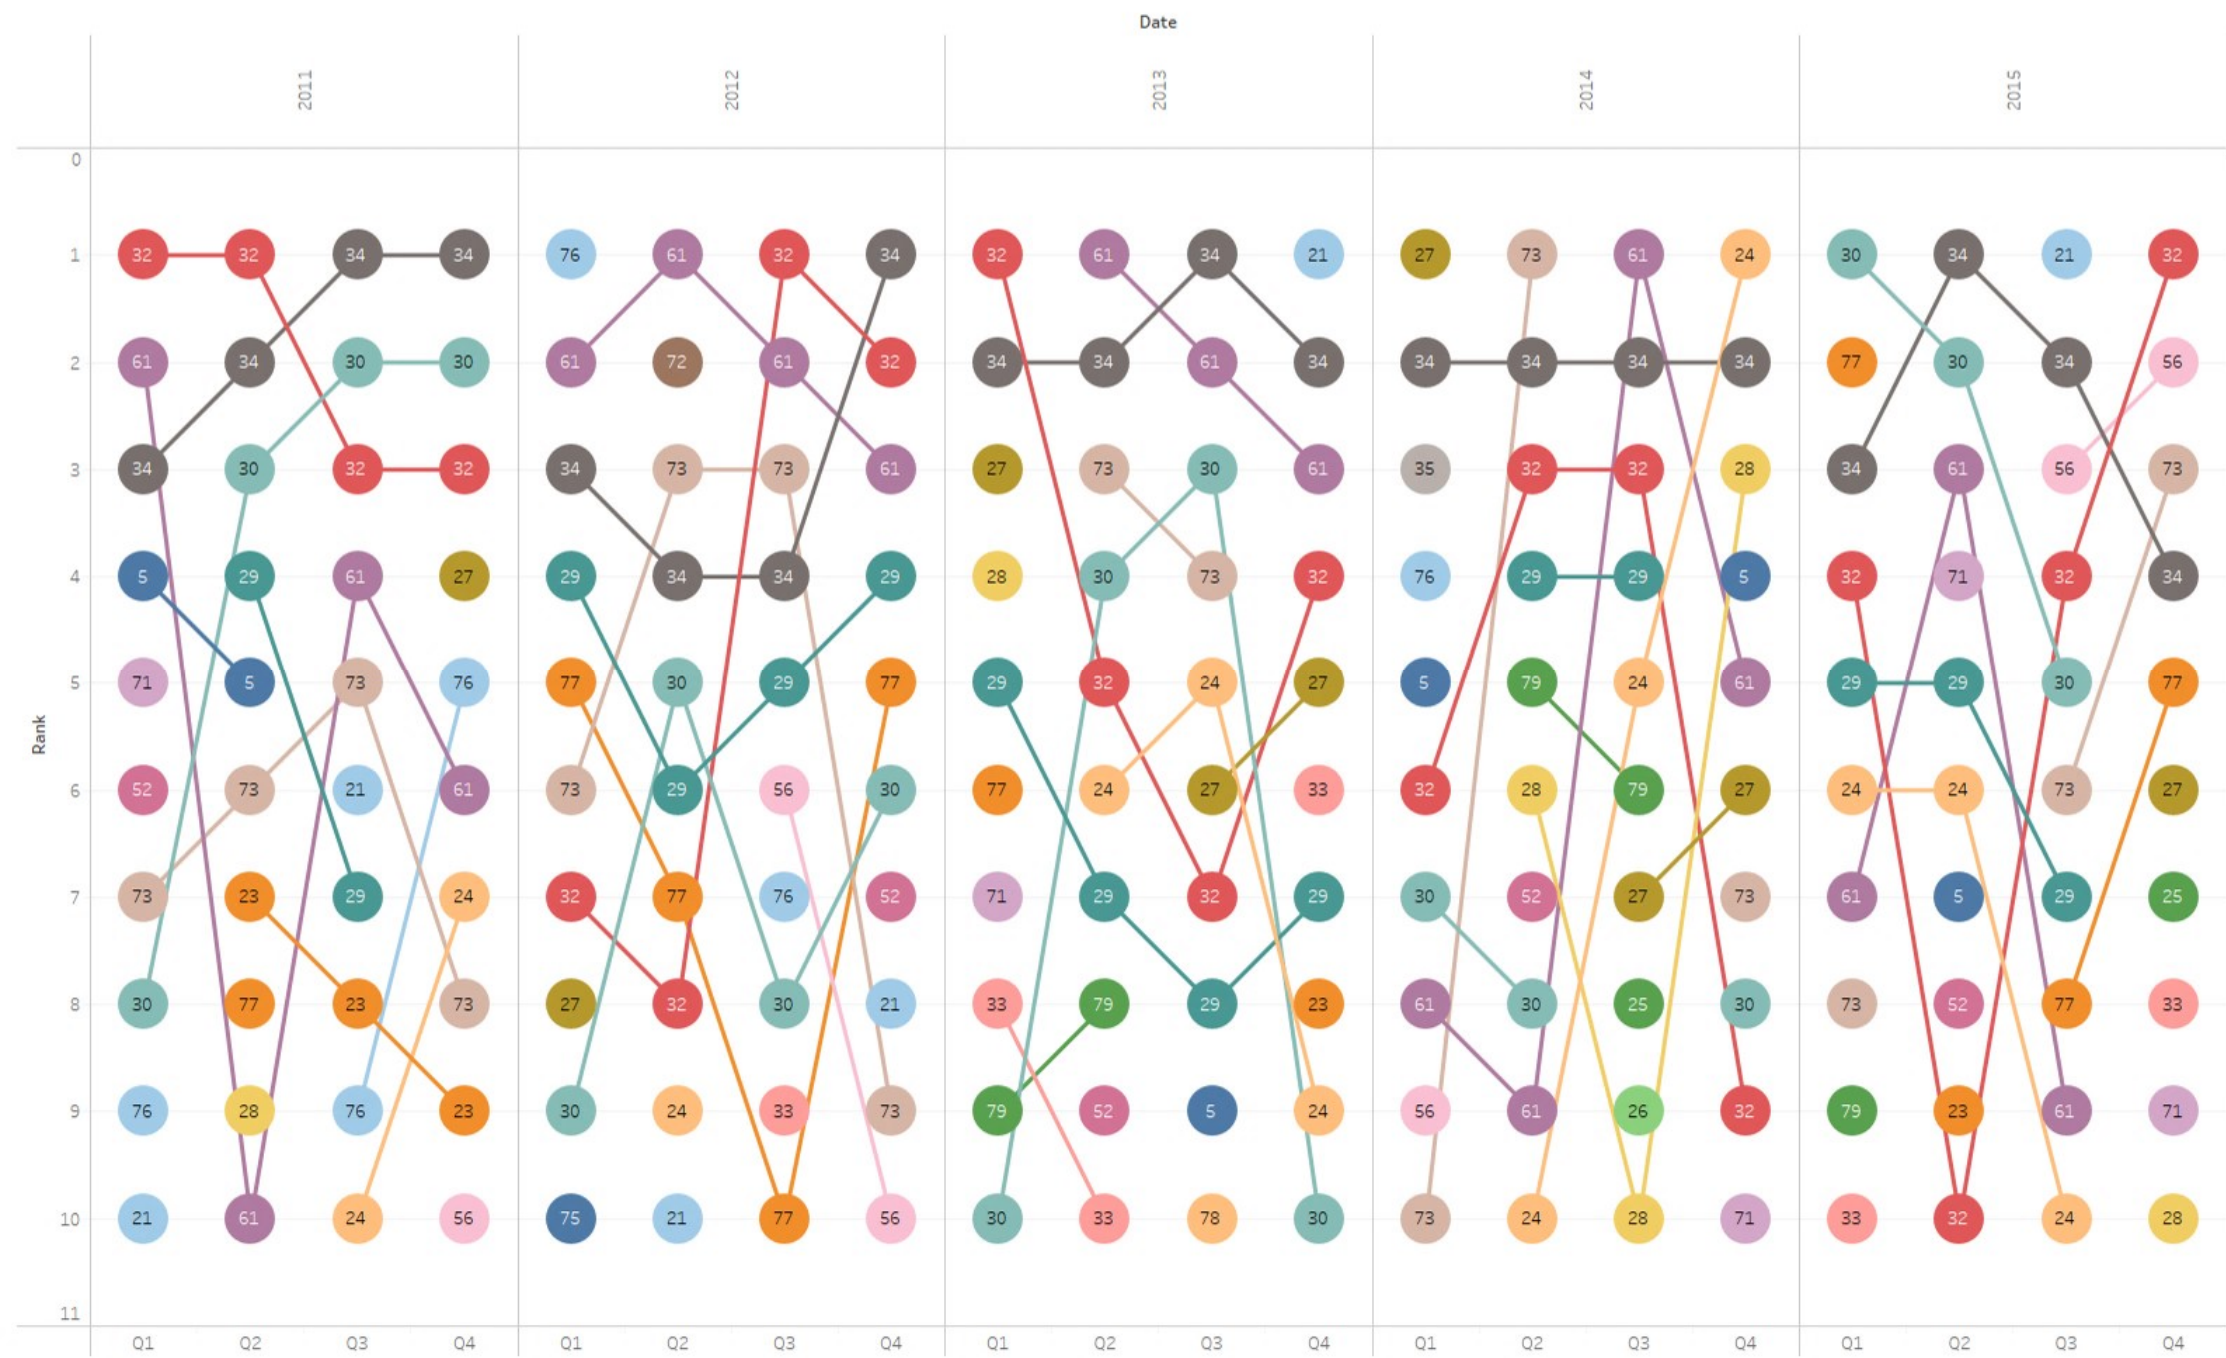 Date
2011 2012 2013 2014 2015
0
1 32 32 34 34 76 61 32 34 32 61 34 21 27 73 61 24 30 34 21 32
2 61 34 30 30 61 72 61 32 34 34 61 34 34 34 34 34 77 30 34 56
3 34 30 32 32 34 73 73 61 27 73 30 61 35 32 32 28 34 61 56 73
4 5 29 61 27 29 34 34 29 28 30 73 32 76 29 29 5 32 71 32 34
5 71 5 73 76 77 30 29 77 29 32 24 27 5 79 24 61 29 29 30 77
Rank
6 52 73 21 61 73 29 56 30 77 24 27 33 32 28 79 27 24 24 73 27
7 73 23 29 24 32 77 76 52 71 29 32 29 30 52 27 73 61 5 29 25
8 30 77 23 73 27 32 30 21 33 79 29 23 61 30 25 30 73 52 77 33
9 76 28 76 23 30 24 33 73 79 52 5 24 56 61 26 32 79 23 61 71
10 21 61 24 56 75 21 77 56 30 33 78 30 73 24 28 71 33 32 24 28
11
Q1 Q2 Q3 Q4 Q1 Q2 Q3 Q4 Q1 Q2 Q3 Q4 Q1 Q2 Q3 Q4 Q1 Q2 Q3 Q4